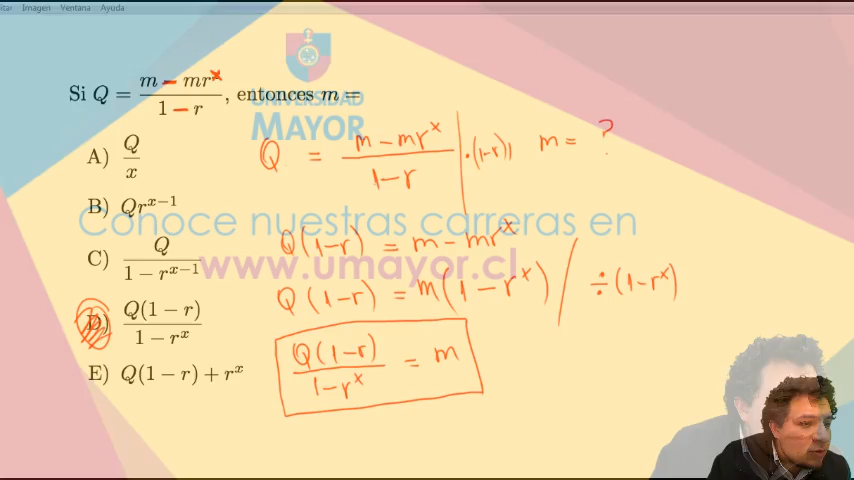 Imagen Ventana Ayuda
UNIVERSIDAD
MAYOR
Si Q = (m - mr^x)/(1 - r), entonces m =
A) Q/x
B) Qr^(x-1)
C) Q/(1 - r^(x-1))
D) Q(1 - r)/(1 - r^x)
E) Q(1 - r) + r^x
Q = (m - mr^x)/(1-r) | ·(1-r), m = ?
Q(1-r) = m - mr^x
Q(1-r) = m(1 - r^x) / ÷(1-r^x)
Q(1-r)/(1-r^x) = m
Conoce nuestras carreras en
www.umayor.cl